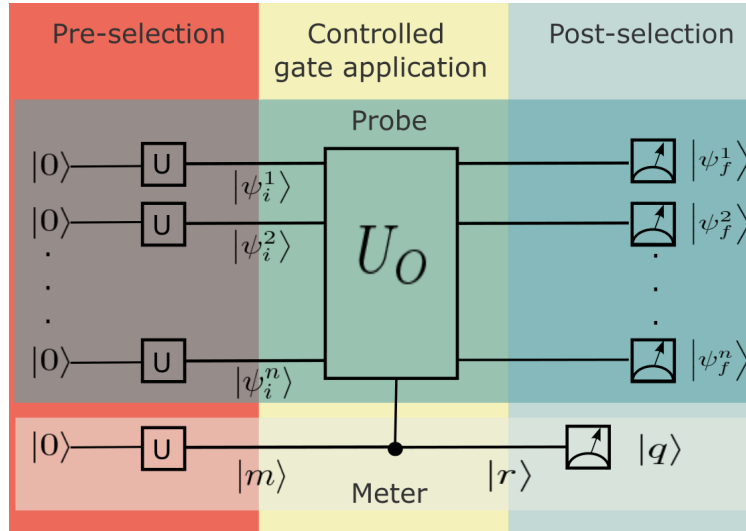 Pre-selection Controlled gate application Post-selection
Probe
|0⟩ U |ψ_i^1⟩ |ψ_f^1⟩
|0⟩ U |ψ_i^2⟩ U_O |ψ_f^2⟩
. . .
. . .
. . .
|0⟩ U |ψ_i^n⟩ |ψ_f^n⟩
|0⟩ U |m⟩ |r⟩ |q⟩
Meter